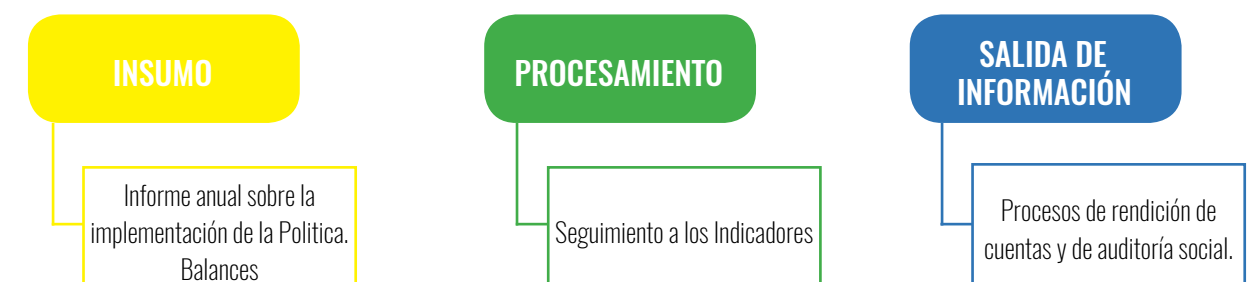 INSUMO
Informe anual sobre la
implementación de la Politica.
Balances
PROCESAMIENTO
Seguimiento a los Indicadores
SALIDA DE
INFORMACIÓN
Procesos de rendición de
cuentas y de auditoría social.